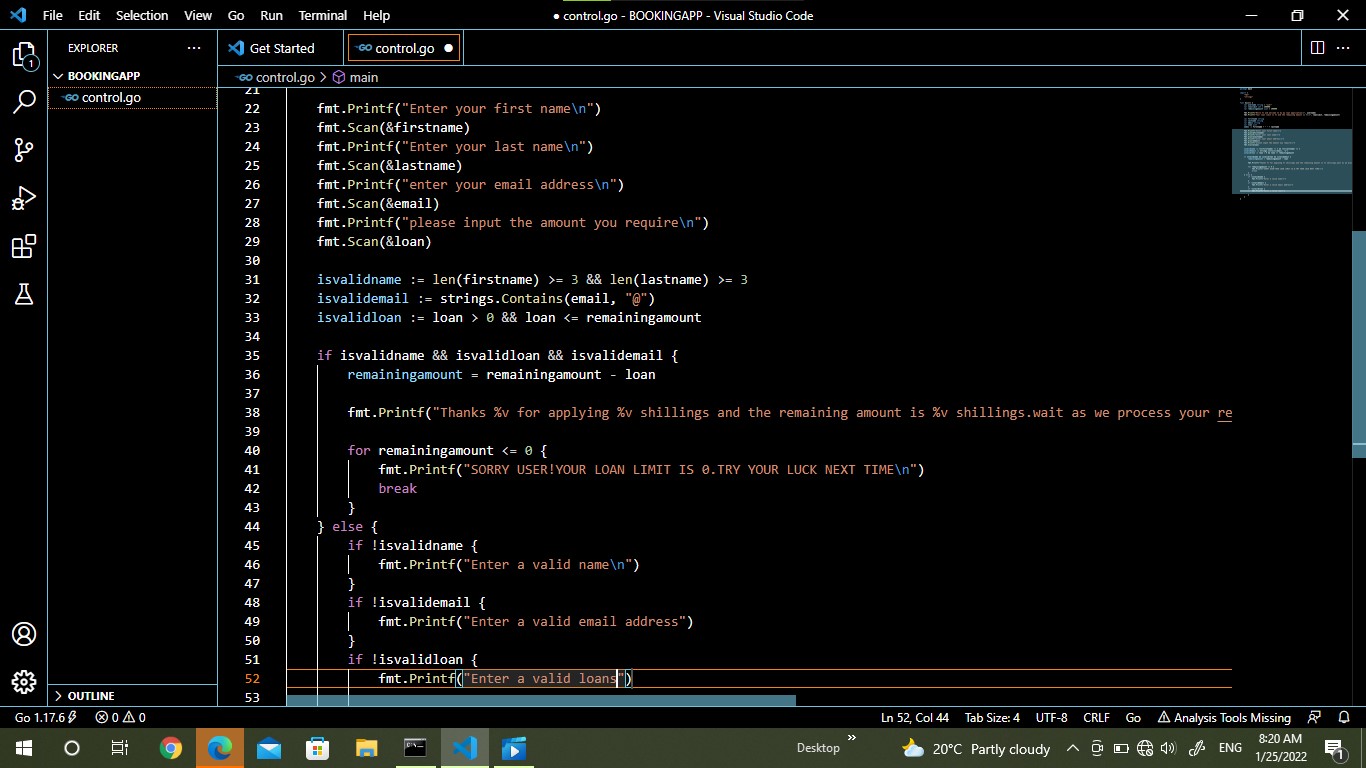 File Edit Selection View Go Run Terminal Help
● control.go - BOOKINGAPP - Visual Studio Code
EXPLORER
Get Started
control.go
BOOKINGAPP
control.go
control.go > main
1
21
22 fmt.Printf("Enter your first name\n")
23 fmt.Scan(&firstname)
24 fmt.Printf("Enter your last name\n")
25 fmt.Scan(&lastname)
26 fmt.Printf("enter your email address\n")
27 fmt.Scan(&email)
28 fmt.Printf("please input the amount you require\n")
29 fmt.Scan(&loan)
30
31 isvalidname := len(firstname) >= 3 && len(lastname) >= 3
32 isvalidemail := strings.Contains(email, "@")
33 isvalidloan := loan > 0 && loan <= remainingamount
34
35 if isvalidname && isvalidloan && isvalidemail {
36 remainingamount = remainingamount - loan
37
38 fmt.Printf("Thanks %v for applying %v shillings and the remaining amount is %v shillings.wait as we process your re
39
40 for remainingamount <= 0 {
41 fmt.Printf("SORRY USER!YOUR LOAN LIMIT IS 0.TRY YOUR LUCK NEXT TIME\n")
42 break
43 }
44 } else {
45 if !isvalidname {
46 fmt.Printf("Enter a valid name\n")
47 }
48 if !isvalidemail {
49 fmt.Printf("Enter a valid email address")
50 }
51 if !isvalidloan {
52 fmt.Printf("Enter a valid loans")
53
OUTLINE
Go 1.17.6
0 0
Ln 52, Col 44 Tab Size: 4 UTF-8 CRLF Go Analysis Tools Missing
Desktop
20°C Partly cloudy
ENG
8:20 AM
1/25/2022
1